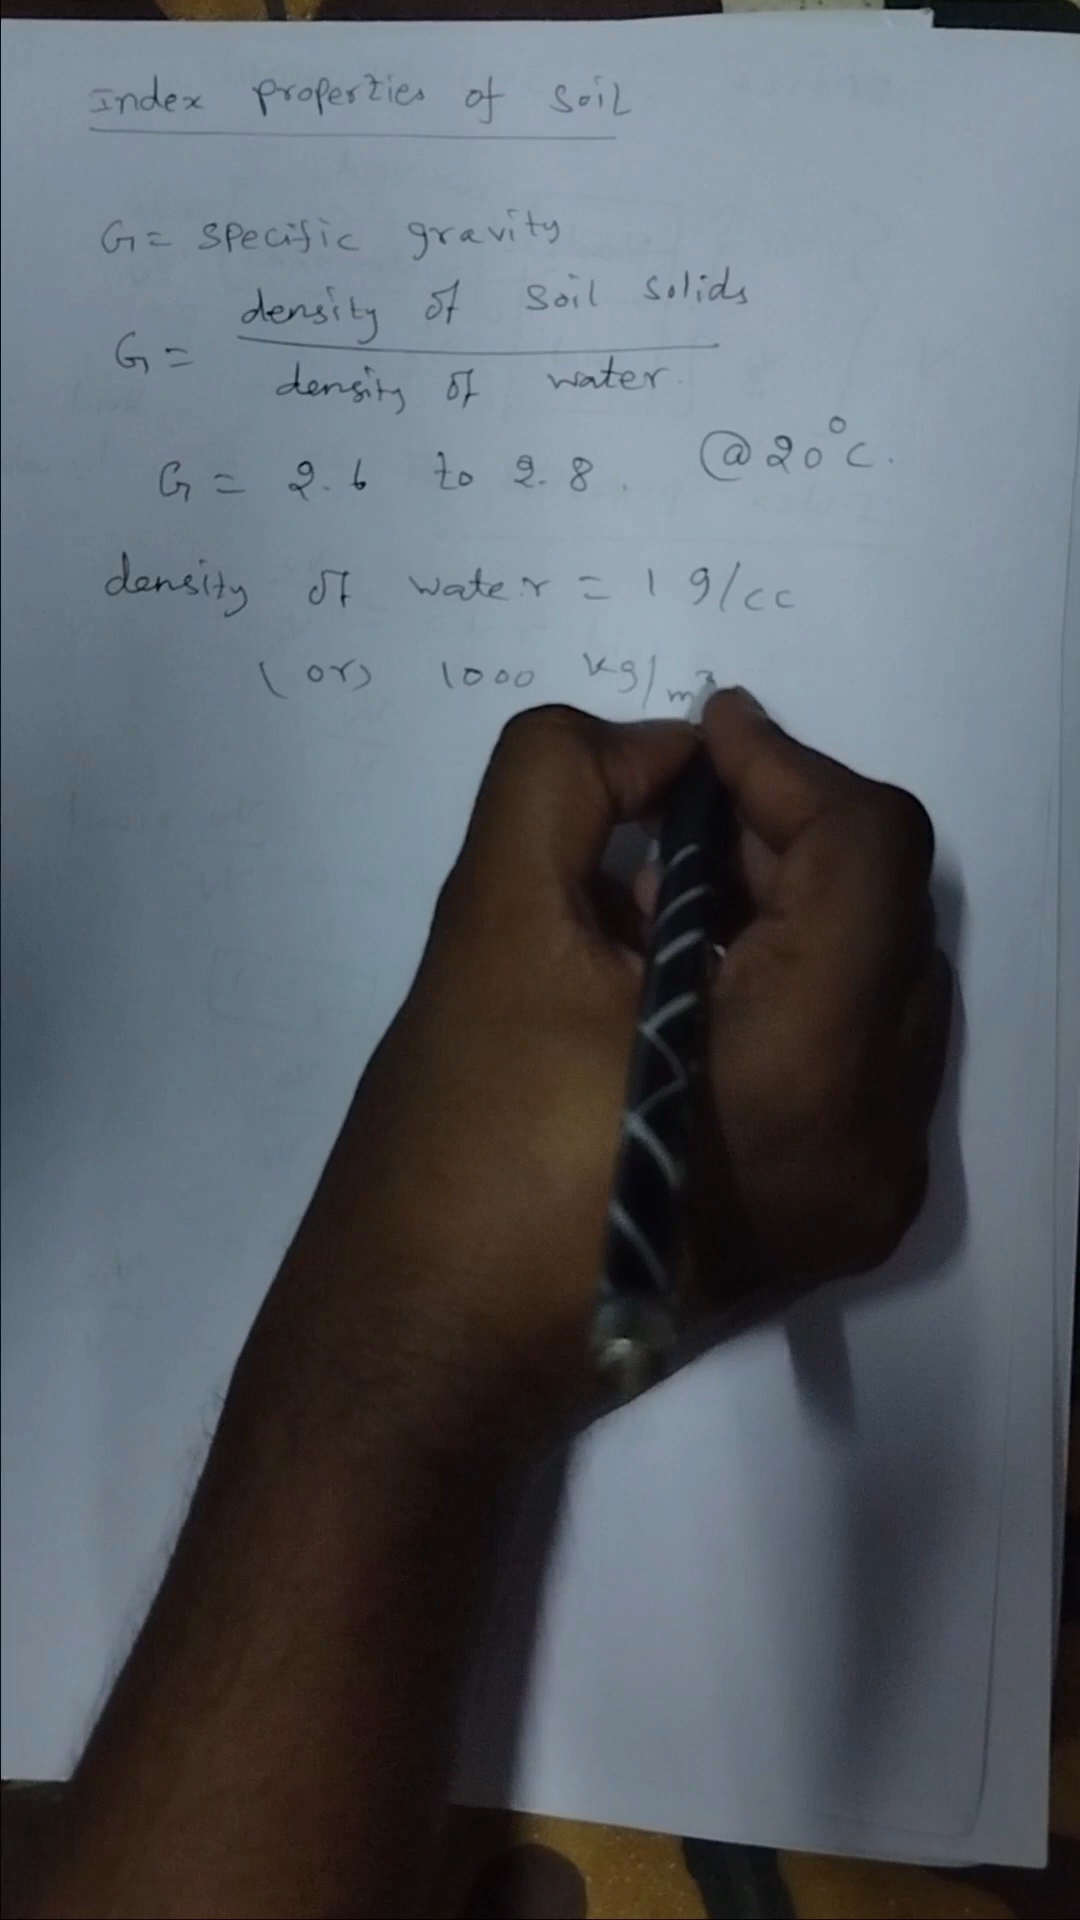 Index properties of soil
G = specific gravity
G = density of soil solids
density of water
G = 2.6 to 2.8. @ 20°C.
density of water = 1 g/cc
(or) 1000 kg/m³